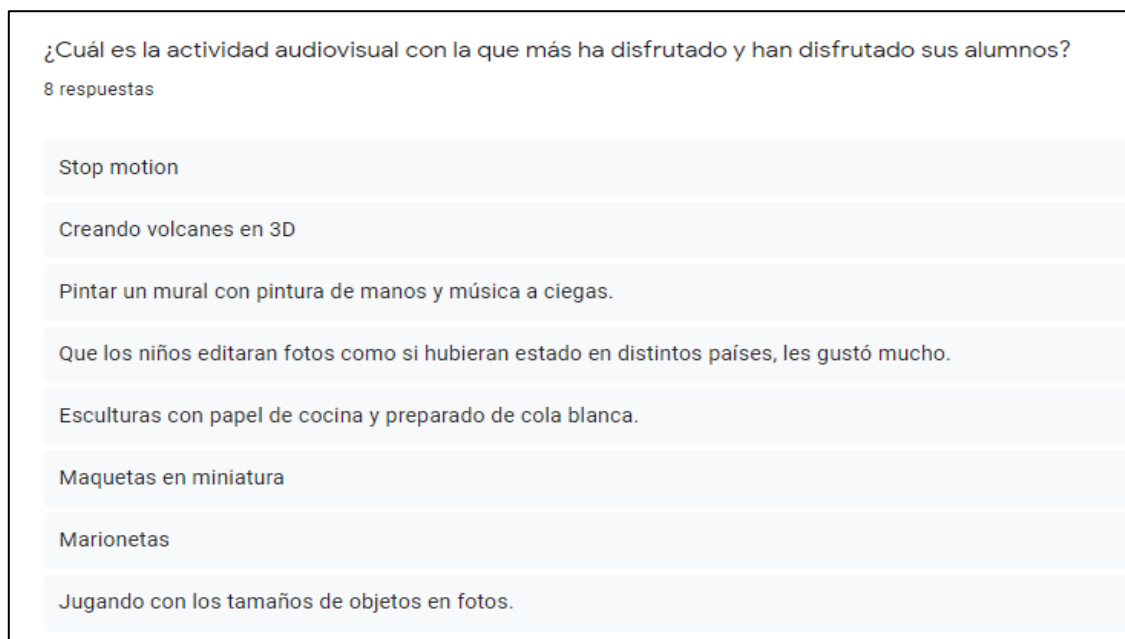 ¿Cuál es la actividad audiovisual con la que más ha disfrutado y han disfrutado sus alumnos?
8 respuestas
Stop motion
Creando volcanes en 3D
Pintar un mural con pintura de manos y música a ciegas.
Que los niños editaran fotos como si hubieran estado en distintos países, les gustó mucho.
Esculturas con papel de cocina y preparado de cola blanca.
Maquetas en miniatura
Marionetas
Jugando con los tamaños de objetos en fotos.